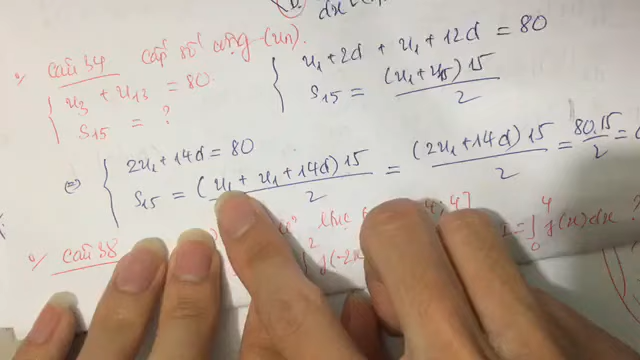 câu 34 cấp số cộng (un).
{ u3 + u13 = 80.
{ S15 = ?
{ u1 + 2d + u1 + 12d = 80
{ S15 = (u1 + u15) 15 / 2
⇔ { 2u1 + 14d = 80
{ S15 = (u1 + u1 + 14d) 15 / 2 = (2u1 + 14d) 15 / 2 = 80.15 / 2 =
câu 38
I = ∫₀⁴ f(x) dx ?